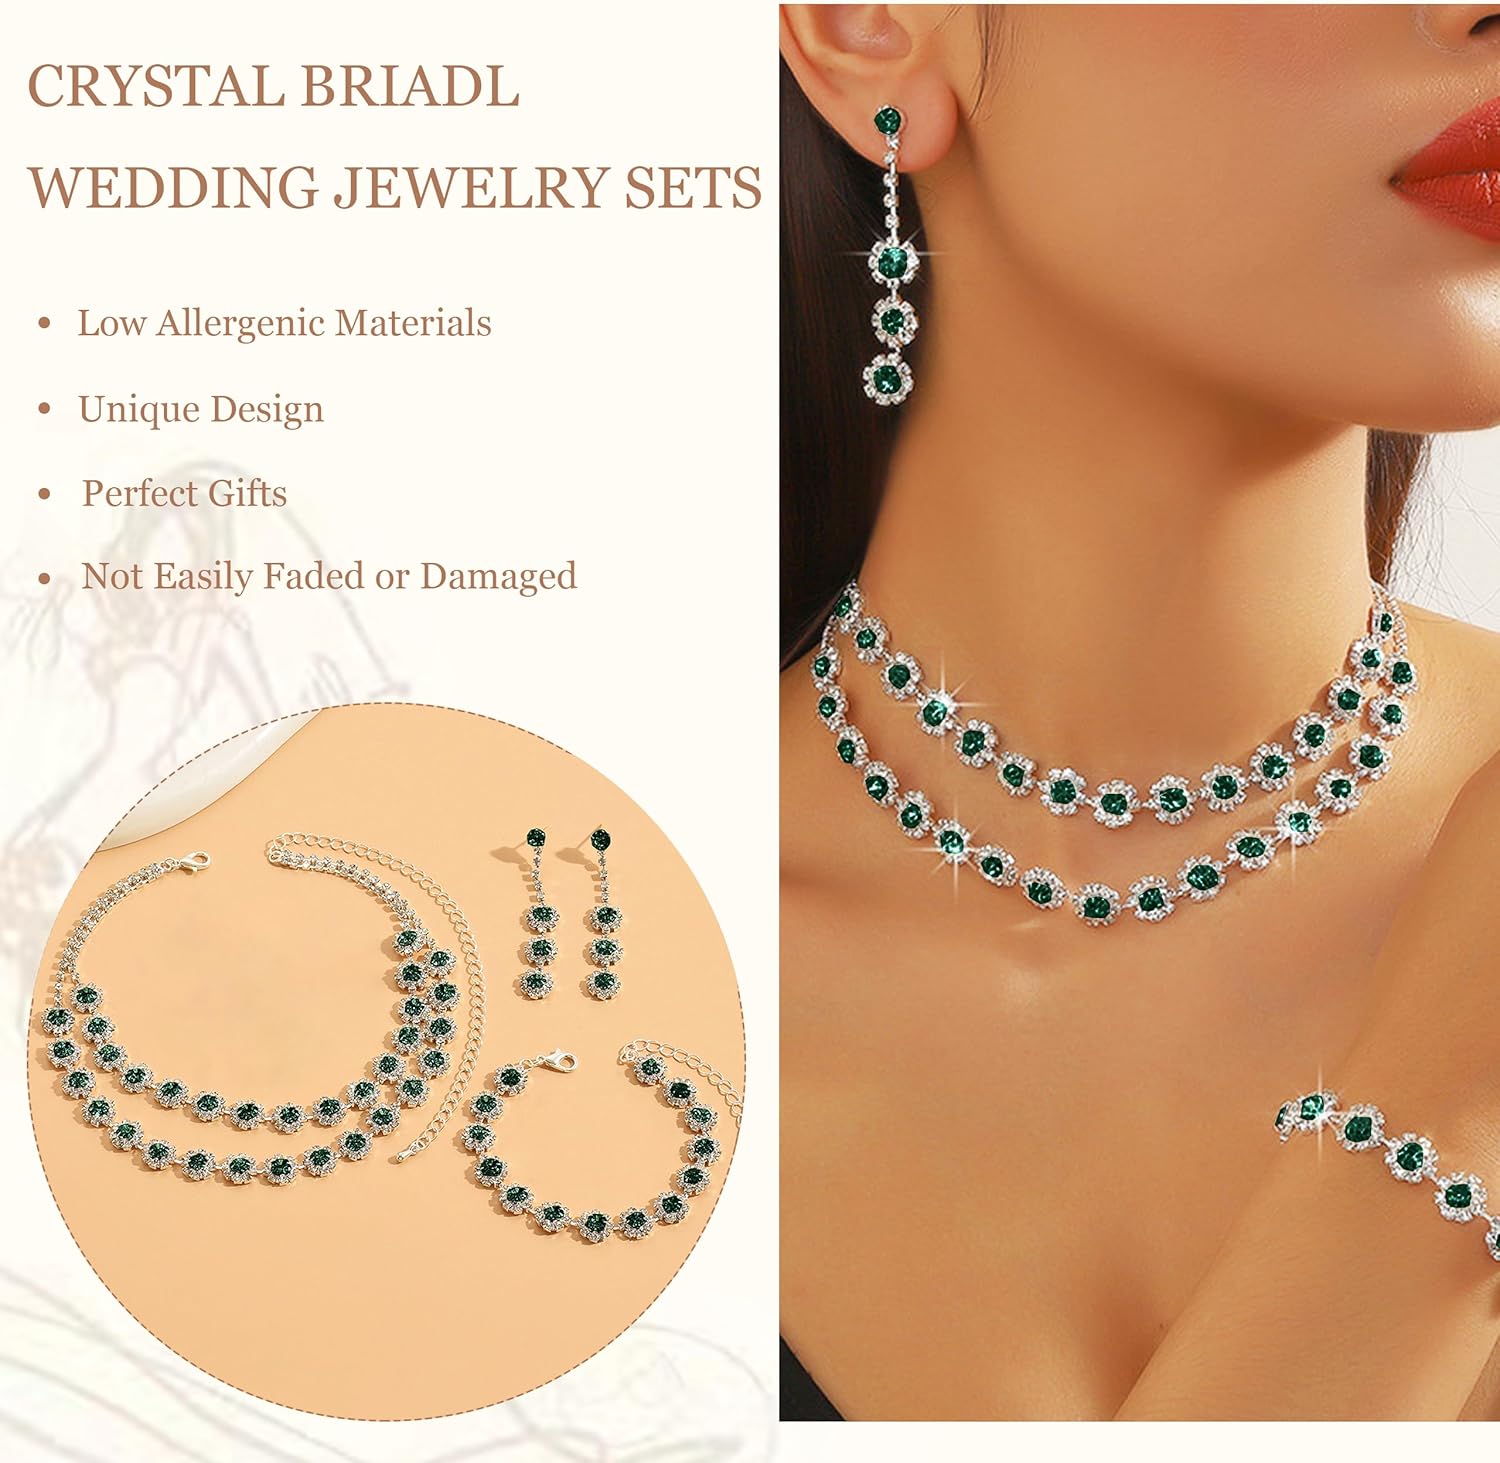 CRYSTAL BRIADL
WEDDING JEWELRY SETS
• Low Allergenic Materials
• Unique Design
• Perfect Gifts
• Not Easily Faded or Damaged